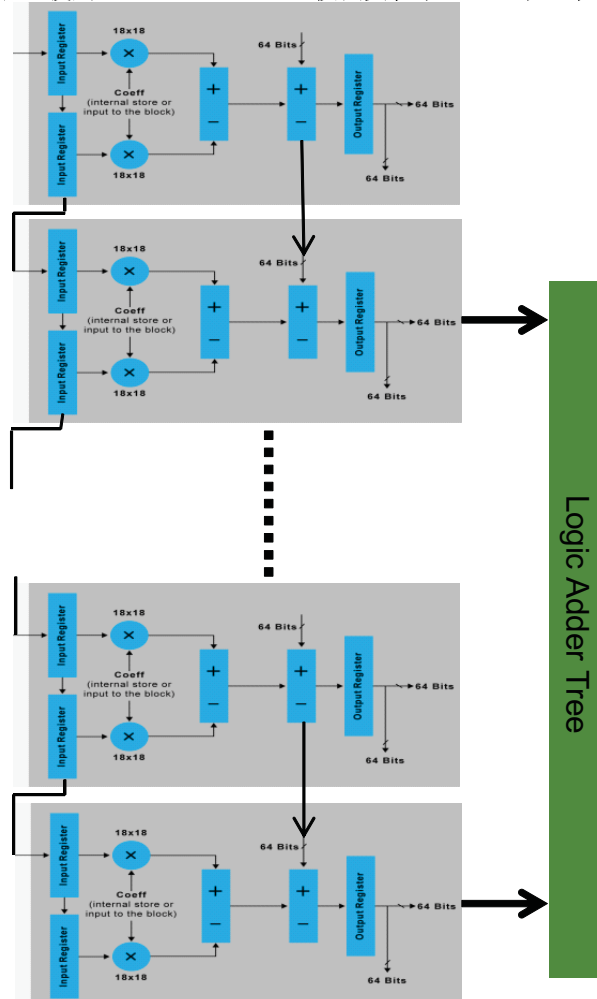 Input Register
18x18
×
Coeff
(internal store or
input to the block)
Input Register
×
18x18
+
−
64 Bits
+
−
Output Register
64 Bits
64 Bits
Input Register
18x18
×
Coeff
(internal store or
input to the block)
Input Register
×
18x18
+
−
64 Bits
+
−
Output Register
64 Bits
64 Bits
Input Register
18x18
×
Coeff
(internal store or
input to the block)
Input Register
×
18x18
+
−
64 Bits
+
−
Output Register
64 Bits
64 Bits
Input Register
18x18
×
Coeff
(internal store or
input to the block)
Input Register
×
18x18
+
−
64 Bits
+
−
Output Register
64 Bits
64 Bits
Logic Adder Tree